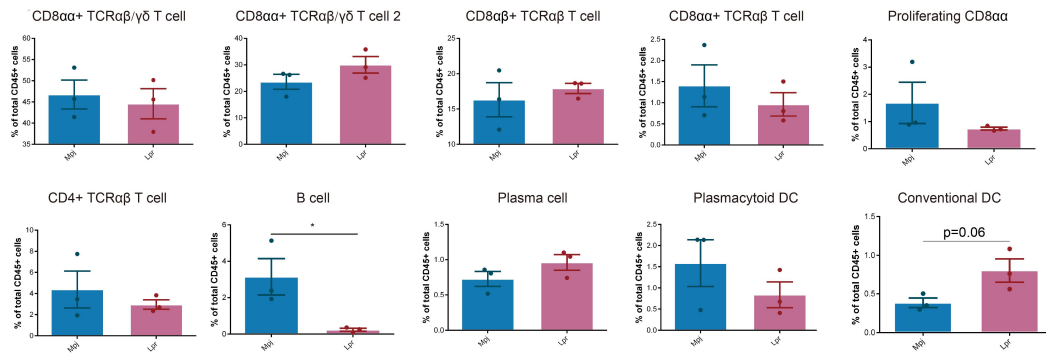 CD8αα+ TCRαβ/γδ T cell
% of total CD45+ cells
65
60
55
50
45
40
35
Mpj
Lpr
CD8αα+ TCRαβ/γδ T cell 2
% of total CD45+ cells
40
30
20
10
0
Mpj
Lpr
CD8αβ+ TCRαβ T cell
% of total CD45+ cells
25
20
15
10
Mpj
Lpr
CD8αα+ TCRαβ T cell
% of total CD45+ cells
2.5
2.0
1.5
1.0
0.5
0.0
Mpj
Lpr
Proliferating CD8αα
% of total CD45+ cells
4
3
2
1
0
Mpj
Lpr
CD4+ TCRαβ T cell
% of total CD45+ cells
10
8
6
4
2
0
Mpj
Lpr
B cell
% of total CD45+ cells
6
4
2
0
*
Mpj
Lpr
Plasma cell
% of total CD45+ cells
1.5
1.0
0.5
0.0
Mpj
Lpr
Plasmacytoid DC
% of total CD45+ cells
2.5
2.0
1.5
1.0
0.5
0.0
Mpj
Lpr
Conventional DC
% of total CD45+ cells
1.5
1.0
0.5
0.0
p=0.06
Mpj
Lpr